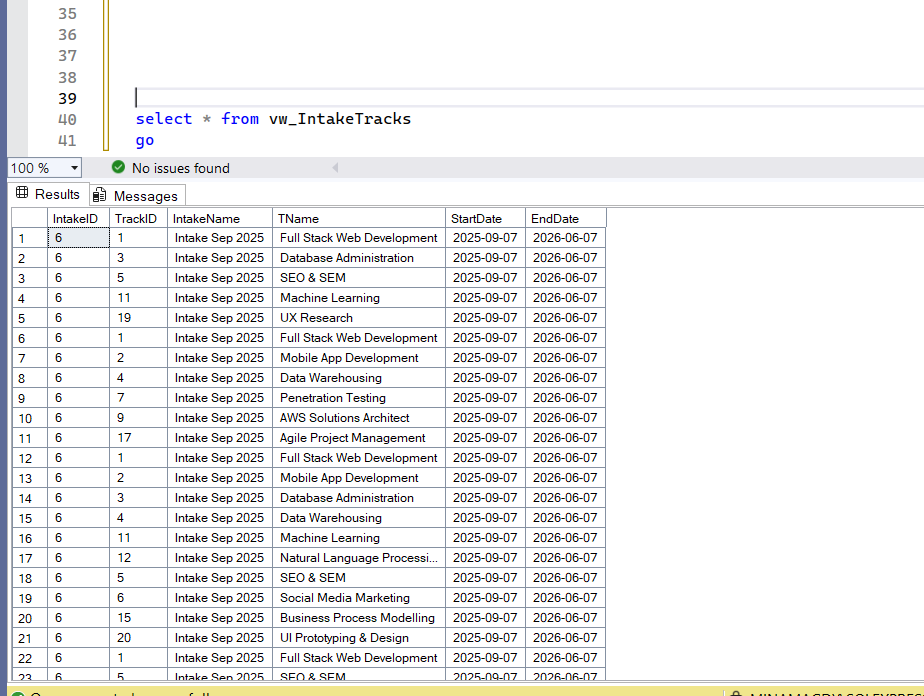 35
36
37
38
39
40 select * from vw_IntakeTracks
41 go
100 % No issues found
Results Messages
IntakeID TrackID IntakeName TName StartDate EndDate
1 6 1 Intake Sep 2025 Full Stack Web Development 2025-09-07 2026-06-07
2 6 3 Intake Sep 2025 Database Administration 2025-09-07 2026-06-07
3 6 5 Intake Sep 2025 SEO & SEM 2025-09-07 2026-06-07
4 6 11 Intake Sep 2025 Machine Learning 2025-09-07 2026-06-07
5 6 19 Intake Sep 2025 UX Research 2025-09-07 2026-06-07
6 6 1 Intake Sep 2025 Full Stack Web Development 2025-09-07 2026-06-07
7 6 2 Intake Sep 2025 Mobile App Development 2025-09-07 2026-06-07
8 6 4 Intake Sep 2025 Data Warehousing 2025-09-07 2026-06-07
9 6 7 Intake Sep 2025 Penetration Testing 2025-09-07 2026-06-07
10 6 9 Intake Sep 2025 AWS Solutions Architect 2025-09-07 2026-06-07
11 6 17 Intake Sep 2025 Agile Project Management 2025-09-07 2026-06-07
12 6 1 Intake Sep 2025 Full Stack Web Development 2025-09-07 2026-06-07
13 6 2 Intake Sep 2025 Mobile App Development 2025-09-07 2026-06-07
14 6 3 Intake Sep 2025 Database Administration 2025-09-07 2026-06-07
15 6 4 Intake Sep 2025 Data Warehousing 2025-09-07 2026-06-07
16 6 11 Intake Sep 2025 Machine Learning 2025-09-07 2026-06-07
17 6 12 Intake Sep 2025 Natural Language Processi... 2025-09-07 2026-06-07
18 6 5 Intake Sep 2025 SEO & SEM 2025-09-07 2026-06-07
19 6 6 Intake Sep 2025 Social Media Marketing 2025-09-07 2026-06-07
20 6 15 Intake Sep 2025 Business Process Modelling 2025-09-07 2026-06-07
21 6 20 Intake Sep 2025 UI Prototyping & Design 2025-09-07 2026-06-07
22 6 1 Intake Sep 2025 Full Stack Web Development 2025-09-07 2026-06-07
23 6 5 Intake Sep 2025 SEO & SEM 2025-09-07 2026-06-07